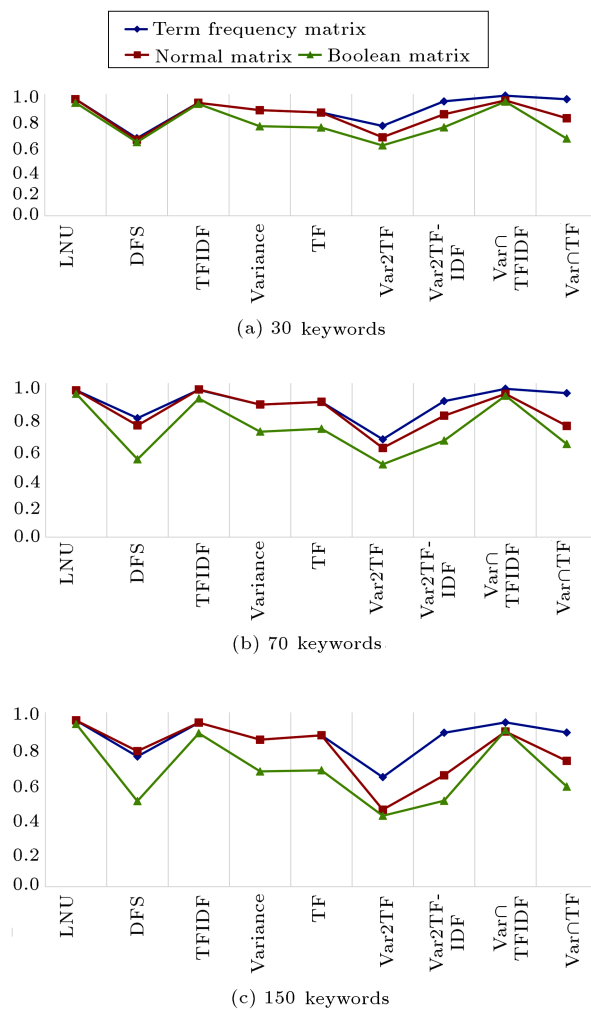 Term frequency matrix
Normal matrix Boolean matrix
1.0
0.8
0.6
0.4
0.2
0.0
LNU
DFS
TFIDF
Variance
TF
Var2TF
Var2TF-
IDF
Var∩
TFIDF
Var∩TF
(a) 30 keywords
1.0
0.8
0.6
0.4
0.2
0.0
LNU
DFS
TFIDF
Variance
TF
Var2TF
Var2TF-
IDF
Var∩
TFIDF
Var∩TF
(b) 70 keywords
1.0
0.8
0.6
0.4
0.2
0.0
LNU
DFS
TFIDF
Variance
TF
Var2TF
Var2TF-
IDF
Var∩
TFIDF
Var∩TF
(c) 150 keywords